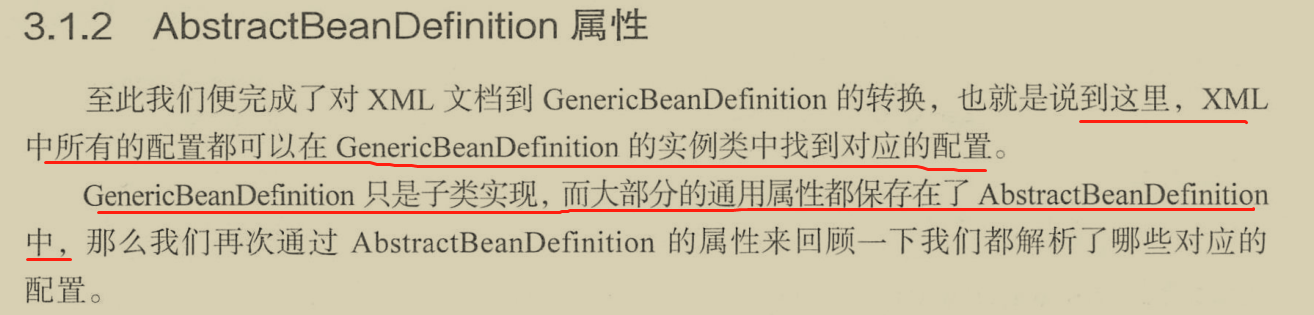 3.1.2 AbstractBeanDefinition 属性
至此我们便完成了对 XML 文档到 GenericBeanDefinition 的转换，也就是说到这里，XML
中所有的配置都可以在 GenericBeanDefinition 的实例类中找到对应的配置。
GenericBeanDefinition 只是子类实现，而大部分的通用属性都保存在了 AbstractBeanDefinition
中，那么我们再次通过 AbstractBeanDefinition 的属性来回顾一下我们都解析了哪些对应的
配置。